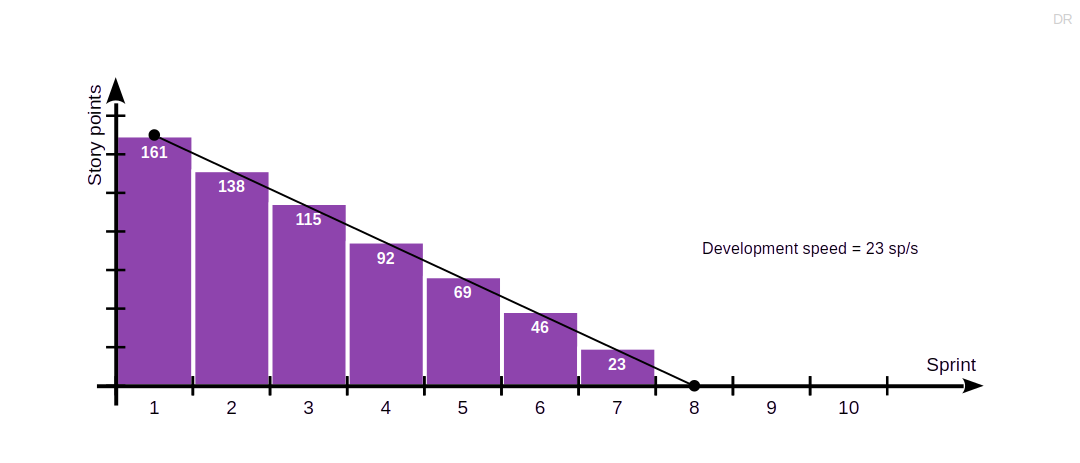 DR
Story points
161
138
115
92
69
46
23
Development speed = 23 sp/s
Sprint
1 2 3 4 5 6 7 8 9 10